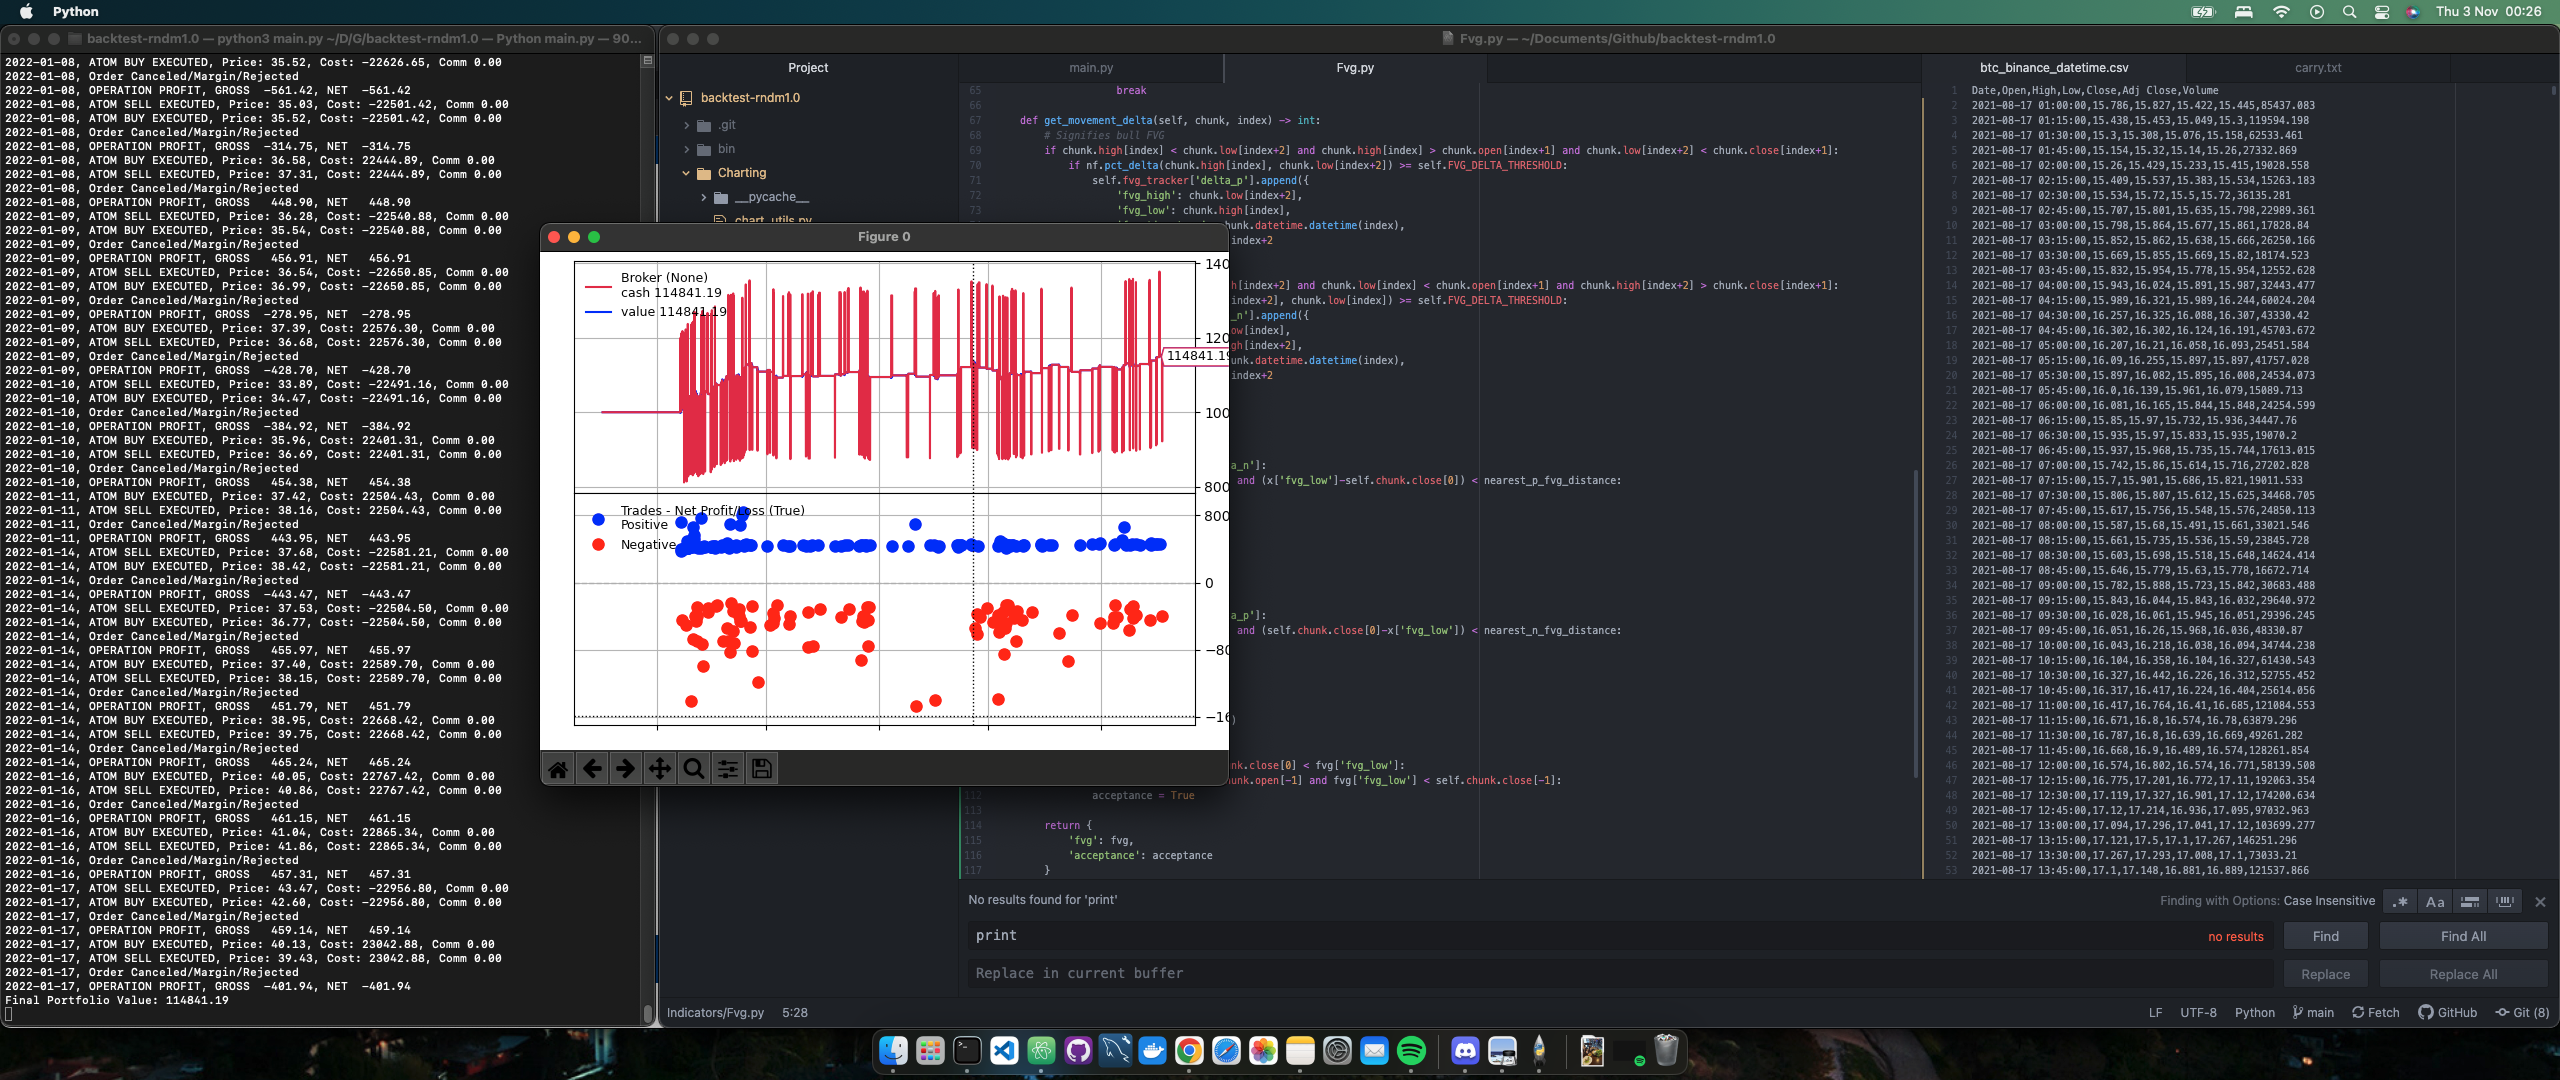 Python
Thu 3 Nov 00:26
backtest-rndm1.0 — python3 main.py ~/D/G/backtest-rndm1.0 — Python main.py — 90...
2022-01-08, ATOM BUY EXECUTED, Price: 35.52, Cost: -22626.65, Comm 0.00
2022-01-08, Order Canceled/Margin/Rejected
2022-01-08, OPERATION PROFIT, GROSS  -561.42, NET  -561.42
2022-01-08, ATOM SELL EXECUTED, Price: 35.03, Cost: -22501.42, Comm 0.00
2022-01-08, ATOM BUY EXECUTED, Price: 35.52, Cost: -22501.42, Comm 0.00
2022-01-08, Order Canceled/Margin/Rejected
2022-01-08, OPERATION PROFIT, GROSS  -314.75, NET  -314.75
2022-01-08, ATOM SELL EXECUTED, Price: 36.58, Cost: 22444.89, Comm 0.00
2022-01-08, ATOM BUY EXECUTED, Price: 37.31, Cost: 22444.89, Comm 0.00
2022-01-08, Order Canceled/Margin/Rejected
2022-01-08, OPERATION PROFIT, GROSS  448.90, NET  448.90
2022-01-09, ATOM SELL EXECUTED, Price: 36.28, Cost: -22540.88, Comm 0.00
2022-01-09, ATOM BUY EXECUTED, Price: 35.54, Cost: -22540.88, Comm 0.00
2022-01-09, Order Canceled/Margin/Rejected
2022-01-09, OPERATION PROFIT, GROSS  456.91, NET  456.91
2022-01-09, ATOM SELL EXECUTED, Price: 36.54, Cost: -22650.85, Comm 0.00
2022-01-09, ATOM BUY EXECUTED, Price: 36.99, Cost: -22650.85, Comm 0.00
2022-01-09, Order Canceled/Margin/Rejected
2022-01-09, OPERATION PROFIT, GROSS  -278.95, NET  -278.95
2022-01-09, ATOM BUY EXECUTED, Price: 37.39, Cost: 22576.30, Comm 0.00
2022-01-09, ATOM SELL EXECUTED, Price: 36.68, Cost: 22576.30, Comm 0.00
2022-01-09, Order Canceled/Margin/Rejected
2022-01-09, OPERATION PROFIT, GROSS  -428.70, NET  -428.70
2022-01-10, ATOM SELL EXECUTED, Price: 33.89, Cost: -22491.16, Comm 0.00
2022-01-10, ATOM BUY EXECUTED, Price: 34.47, Cost: -22491.16, Comm 0.00
2022-01-10, Order Canceled/Margin/Rejected
2022-01-10, OPERATION PROFIT, GROSS  -384.92, NET  -384.92
2022-01-10, ATOM BUY EXECUTED, Price: 35.96, Cost: 22401.31, Comm 0.00
2022-01-10, ATOM SELL EXECUTED, Price: 36.69, Cost: 22401.31, Comm 0.00
2022-01-10, Order Canceled/Margin/Rejected
2022-01-10, OPERATION PROFIT, GROSS  454.38, NET  454.38
2022-01-11, ATOM BUY EXECUTED, Price: 37.42, Cost: 22504.43, Comm 0.00
2022-01-11, ATOM SELL EXECUTED, Price: 38.16, Cost: 22504.43, Comm 0.00
2022-01-11, Order Canceled/Margin/Rejected
2022-01-11, OPERATION PROFIT, GROSS  443.95, NET  443.95
2022-01-14, ATOM SELL EXECUTED, Price: 37.68, Cost: -22581.21, Comm 0.00
2022-01-14, ATOM BUY EXECUTED, Price: 38.42, Cost: -22581.21, Comm 0.00
2022-01-14, Order Canceled/Margin/Rejected
2022-01-14, OPERATION PROFIT, GROSS  -443.47, NET  -443.47
2022-01-14, ATOM SELL EXECUTED, Price: 37.53, Cost: -22504.50, Comm 0.00
2022-01-14, ATOM BUY EXECUTED, Price: 36.77, Cost: -22504.50, Comm 0.00
2022-01-14, Order Canceled/Margin/Rejected
2022-01-14, OPERATION PROFIT, GROSS  455.97, NET  455.97
2022-01-14, ATOM BUY EXECUTED, Price: 37.40, Cost: 22589.70, Comm 0.00
2022-01-14, ATOM SELL EXECUTED, Price: 38.15, Cost: 22589.70, Comm 0.00
2022-01-14, Order Canceled/Margin/Rejected
2022-01-14, OPERATION PROFIT, GROSS  451.79, NET  451.79
2022-01-14, ATOM BUY EXECUTED, Price: 38.95, Cost: 22668.42, Comm 0.00
2022-01-14, ATOM SELL EXECUTED, Price: 39.75, Cost: 22668.42, Comm 0.00
2022-01-14, Order Canceled/Margin/Rejected
2022-01-14, OPERATION PROFIT, GROSS  465.24, NET  465.24
2022-01-16, ATOM BUY EXECUTED, Price: 40.05, Cost: 22767.42, Comm 0.00
2022-01-16, ATOM SELL EXECUTED, Price: 40.86, Cost: 22767.42, Comm 0.00
2022-01-16, Order Canceled/Margin/Rejected
2022-01-16, OPERATION PROFIT, GROSS  461.15, NET  461.15
2022-01-16, ATOM BUY EXECUTED, Price: 41.04, Cost: 22865.34, Comm 0.00
2022-01-16, ATOM SELL EXECUTED, Price: 41.86, Cost: 22865.34, Comm 0.00
2022-01-16, Order Canceled/Margin/Rejected
2022-01-16, OPERATION PROFIT, GROSS  457.31, NET  457.31
2022-01-17, ATOM SELL EXECUTED, Price: 43.47, Cost: -22956.80, Comm 0.00
2022-01-17, ATOM BUY EXECUTED, Price: 42.60, Cost: -22956.80, Comm 0.00
2022-01-17, Order Canceled/Margin/Rejected
2022-01-17, OPERATION PROFIT, GROSS  459.14, NET  459.14
2022-01-17, ATOM BUY EXECUTED, Price: 40.13, Cost: 23042.88, Comm 0.00
2022-01-17, ATOM SELL EXECUTED, Price: 39.43, Cost: 23042.88, Comm 0.00
2022-01-17, Order Canceled/Margin/Rejected
2022-01-17, OPERATION PROFIT, GROSS  -401.94, NET  -401.94
Final Portfolio Value: 114841.19
Fvg.py — ~/Documents/Github/backtest-rndm1.0
Project
backtest-rndm1.0
.git
bin
Charting
__pycache__
chart_utils.py
main.py
Fvg.py
65 break
66
67 def get_movement_delta(self, chunk, index) -> int:
68 # Signifies bull FVG
69 if chunk.high[index] < chunk.low[index+2] and chunk.high[index] > chunk.open[index+1] and chunk.low[index+2] < chunk.close[index+1]:
70 if nf.pct_delta(chunk.high[index], chunk.low[index+2]) >= self.FVG_DELTA_THRESHOLD:
71 self.fvg_tracker['delta_p'].append({
72 'fvg_high': chunk.low[index+2],
73 'fvg_low': chunk.high[index],
hunk.datetime.datetime(index),
index+2
h[index+2] and chunk.low[index] < chunk.open[index+1] and chunk.high[index+2] > chunk.close[index+1]:
index+2], chunk.low[index]) >= self.FVG_DELTA_THRESHOLD:
_n'].append({
ow[index],
gh[index+2],
unk.datetime.datetime(index),
index+2
a_n']:
and (x['fvg_low']-self.chunk.close[0]) < nearest_p_fvg_distance:
a_p']:
and (self.chunk.close[0]-x['fvg_low']) < nearest_n_fvg_distance:
)
nk.close[0] < fvg['fvg_low']:
unk.open[-1] and fvg['fvg_low'] < self.chunk.close[-1]:
112 acceptance = True
113
114 return {
115 'fvg': fvg,
116 'acceptance': acceptance
117 }
Figure 0
Broker (None)
cash 114841.19
value 114841.19
140
120
114841.19
100
800
Trades - Net Profit/Loss (True)
Positive
Negative
800
0
−80
−16
btc_binance_datetime.csv
carry.txt
1 Date,Open,High,Low,Close,Adj Close,Volume
2 2021-08-17 01:00:00,15.786,15.827,15.422,15.445,85437.083
3 2021-08-17 01:15:00,15.438,15.453,15.049,15.3,119594.198
4 2021-08-17 01:30:00,15.3,15.308,15.076,15.158,62533.461
5 2021-08-17 01:45:00,15.154,15.32,15.14,15.26,27332.869
6 2021-08-17 02:00:00,15.26,15.429,15.233,15.415,19028.558
7 2021-08-17 02:15:00,15.409,15.537,15.383,15.534,15263.183
8 2021-08-17 02:30:00,15.534,15.72,15.5,15.72,36135.281
9 2021-08-17 02:45:00,15.707,15.801,15.635,15.798,22989.361
10 2021-08-17 03:00:00,15.798,15.864,15.677,15.861,17828.84
11 2021-08-17 03:15:00,15.852,15.862,15.638,15.666,26250.166
12 2021-08-17 03:30:00,15.669,15.855,15.669,15.82,18174.523
13 2021-08-17 03:45:00,15.832,15.954,15.778,15.954,12552.628
14 2021-08-17 04:00:00,15.943,16.024,15.891,15.987,32443.477
15 2021-08-17 04:15:00,15.989,16.321,15.989,16.244,60024.204
16 2021-08-17 04:30:00,16.257,16.325,16.088,16.307,43330.42
17 2021-08-17 04:45:00,16.302,16.302,16.124,16.191,45703.672
18 2021-08-17 05:00:00,16.207,16.21,16.058,16.093,25451.584
19 2021-08-17 05:15:00,16.09,16.255,15.897,15.897,41757.028
20 2021-08-17 05:30:00,15.897,16.082,15.895,16.008,24534.073
21 2021-08-17 05:45:00,16.0,16.139,15.961,16.079,15089.713
22 2021-08-17 06:00:00,16.081,16.165,15.844,15.848,24254.599
23 2021-08-17 06:15:00,15.85,15.97,15.732,15.936,34447.76
24 2021-08-17 06:30:00,15.935,15.97,15.833,15.935,19070.2
25 2021-08-17 06:45:00,15.937,15.968,15.735,15.744,17613.015
26 2021-08-17 07:00:00,15.742,15.86,15.614,15.716,27202.828
27 2021-08-17 07:15:00,15.7,15.901,15.686,15.821,19011.533
28 2021-08-17 07:30:00,15.806,15.807,15.612,15.625,34468.705
29 2021-08-17 07:45:00,15.617,15.756,15.548,15.576,24850.113
30 2021-08-17 08:00:00,15.587,15.68,15.491,15.661,33021.546
31 2021-08-17 08:15:00,15.661,15.735,15.536,15.59,23845.728
32 2021-08-17 08:30:00,15.603,15.698,15.518,15.648,14624.414
33 2021-08-17 08:45:00,15.646,15.779,15.63,15.778,16672.714
34 2021-08-17 09:00:00,15.782,15.888,15.723,15.842,30683.488
35 2021-08-17 09:15:00,15.843,16.044,15.843,16.032,29640.972
36 2021-08-17 09:30:00,16.028,16.061,15.945,16.051,29396.245
37 2021-08-17 09:45:00,16.051,16.26,15.968,16.036,48330.87
38 2021-08-17 10:00:00,16.043,16.218,16.038,16.094,34744.238
39 2021-08-17 10:15:00,16.104,16.358,16.104,16.327,61430.543
40 2021-08-17 10:30:00,16.327,16.442,16.226,16.312,52755.452
41 2021-08-17 10:45:00,16.317,16.417,16.224,16.404,25614.056
42 2021-08-17 11:00:00,16.417,16.764,16.41,16.685,121084.553
43 2021-08-17 11:15:00,16.671,16.8,16.574,16.78,63879.296
44 2021-08-17 11:30:00,16.787,16.8,16.639,16.669,49261.282
45 2021-08-17 11:45:00,16.668,16.9,16.489,16.574,128261.854
46 2021-08-17 12:00:00,16.574,16.802,16.574,16.771,58139.508
47 2021-08-17 12:15:00,16.775,17.201,16.772,17.11,192063.354
48 2021-08-17 12:30:00,17.119,17.327,16.901,17.12,174200.634
49 2021-08-17 12:45:00,17.12,17.214,16.936,17.095,97032.963
50 2021-08-17 13:00:00,17.094,17.296,17.041,17.12,103699.277
51 2021-08-17 13:15:00,17.121,17.5,17.1,17.267,146251.296
52 2021-08-17 13:30:00,17.267,17.293,17.008,17.1,73033.21
53 2021-08-17 13:45:00,17.1,17.148,16.881,16.889,121537.866
No results found for 'print'
Finding with Options: Case Insensitive
.* Aa
print
no results
Find
Find All
Replace in current buffer
Replace
Replace All
Indicators/Fvg.py 5:28
LF UTF-8 Python main Fetch GitHub Git (8)